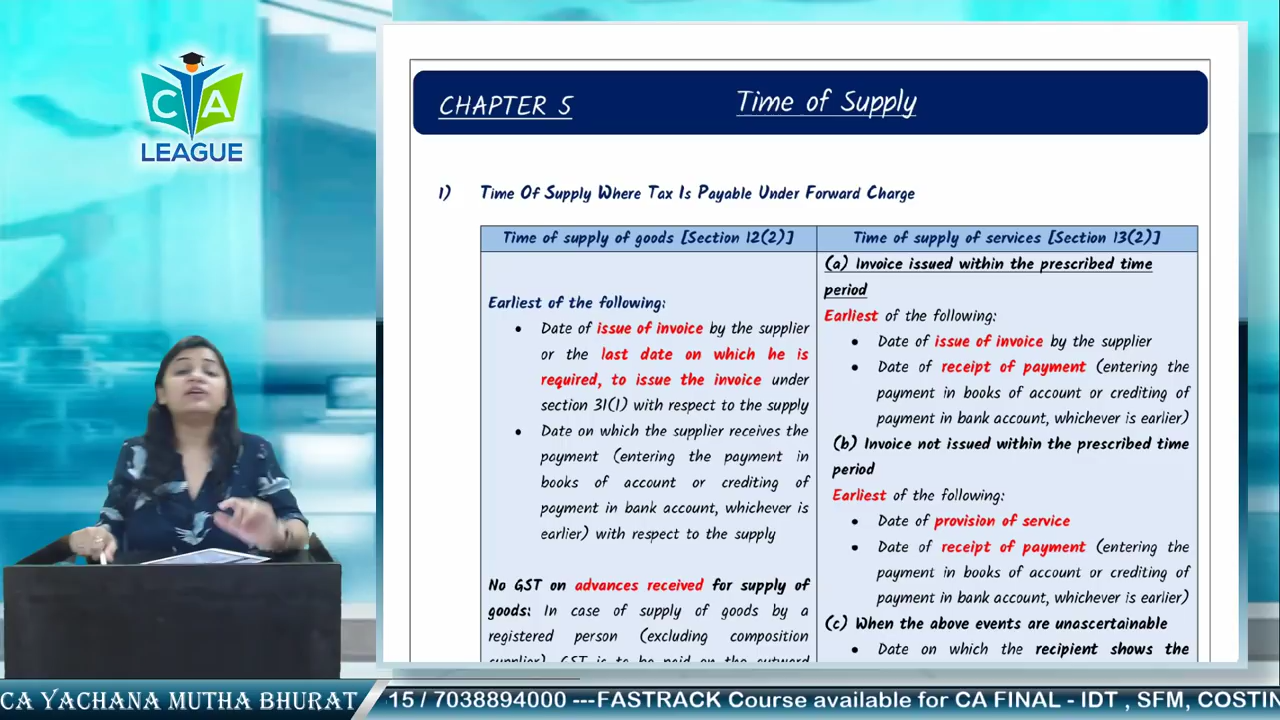 CA
LEAGUE
CHAPTER 5
Time of Supply
1) Time Of Supply Where Tax Is Payable Under Forward Charge
Time of supply of goods [Section 12(2)]
Earliest of the following:
• Date of issue of invoice by the supplier
or the last date on which he is
required, to issue the invoice under
section 31(1) with respect to the supply
• Date on which the supplier receives the
payment (entering the payment in
books of account or crediting of
payment in bank account, whichever is
earlier) with respect to the supply
No GST on advances received for supply of
goods: In case of supply of goods by a
registered person (excluding composition
supplier), GST is to be paid on the outward
Time of supply of services [Section 13(2)]
(a) Invoice issued within the prescribed time
period
Earliest of the following:
• Date of issue of invoice by the supplier
• Date of receipt of payment (entering the
payment in books of account or crediting of
payment in bank account, whichever is earlier)
(b) Invoice not issued within the prescribed time
period
Earliest of the following:
• Date of provision of service
• Date of receipt of payment (entering the
payment in books of account or crediting of
payment in bank account, whichever is earlier)
(c) When the above events are unascertainable
• Date on which the recipient shows the
CA YACHANA MUTHA BHURAT
15 / 7038894000 ---FASTRACK Course available for CA FINAL - IDT , SFM, COSTIN